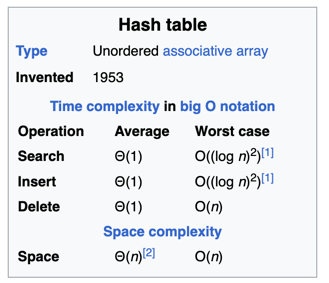 Hash table
Type Unordered associative array
Invented 1953
Time complexity in big O notation
Operation Average Worst case
Search Θ(1) O((log n)²)[1]
Insert Θ(1) O((log n)²)[1]
Delete Θ(1) O(n)
Space complexity
Space Θ(n)[2] O(n)